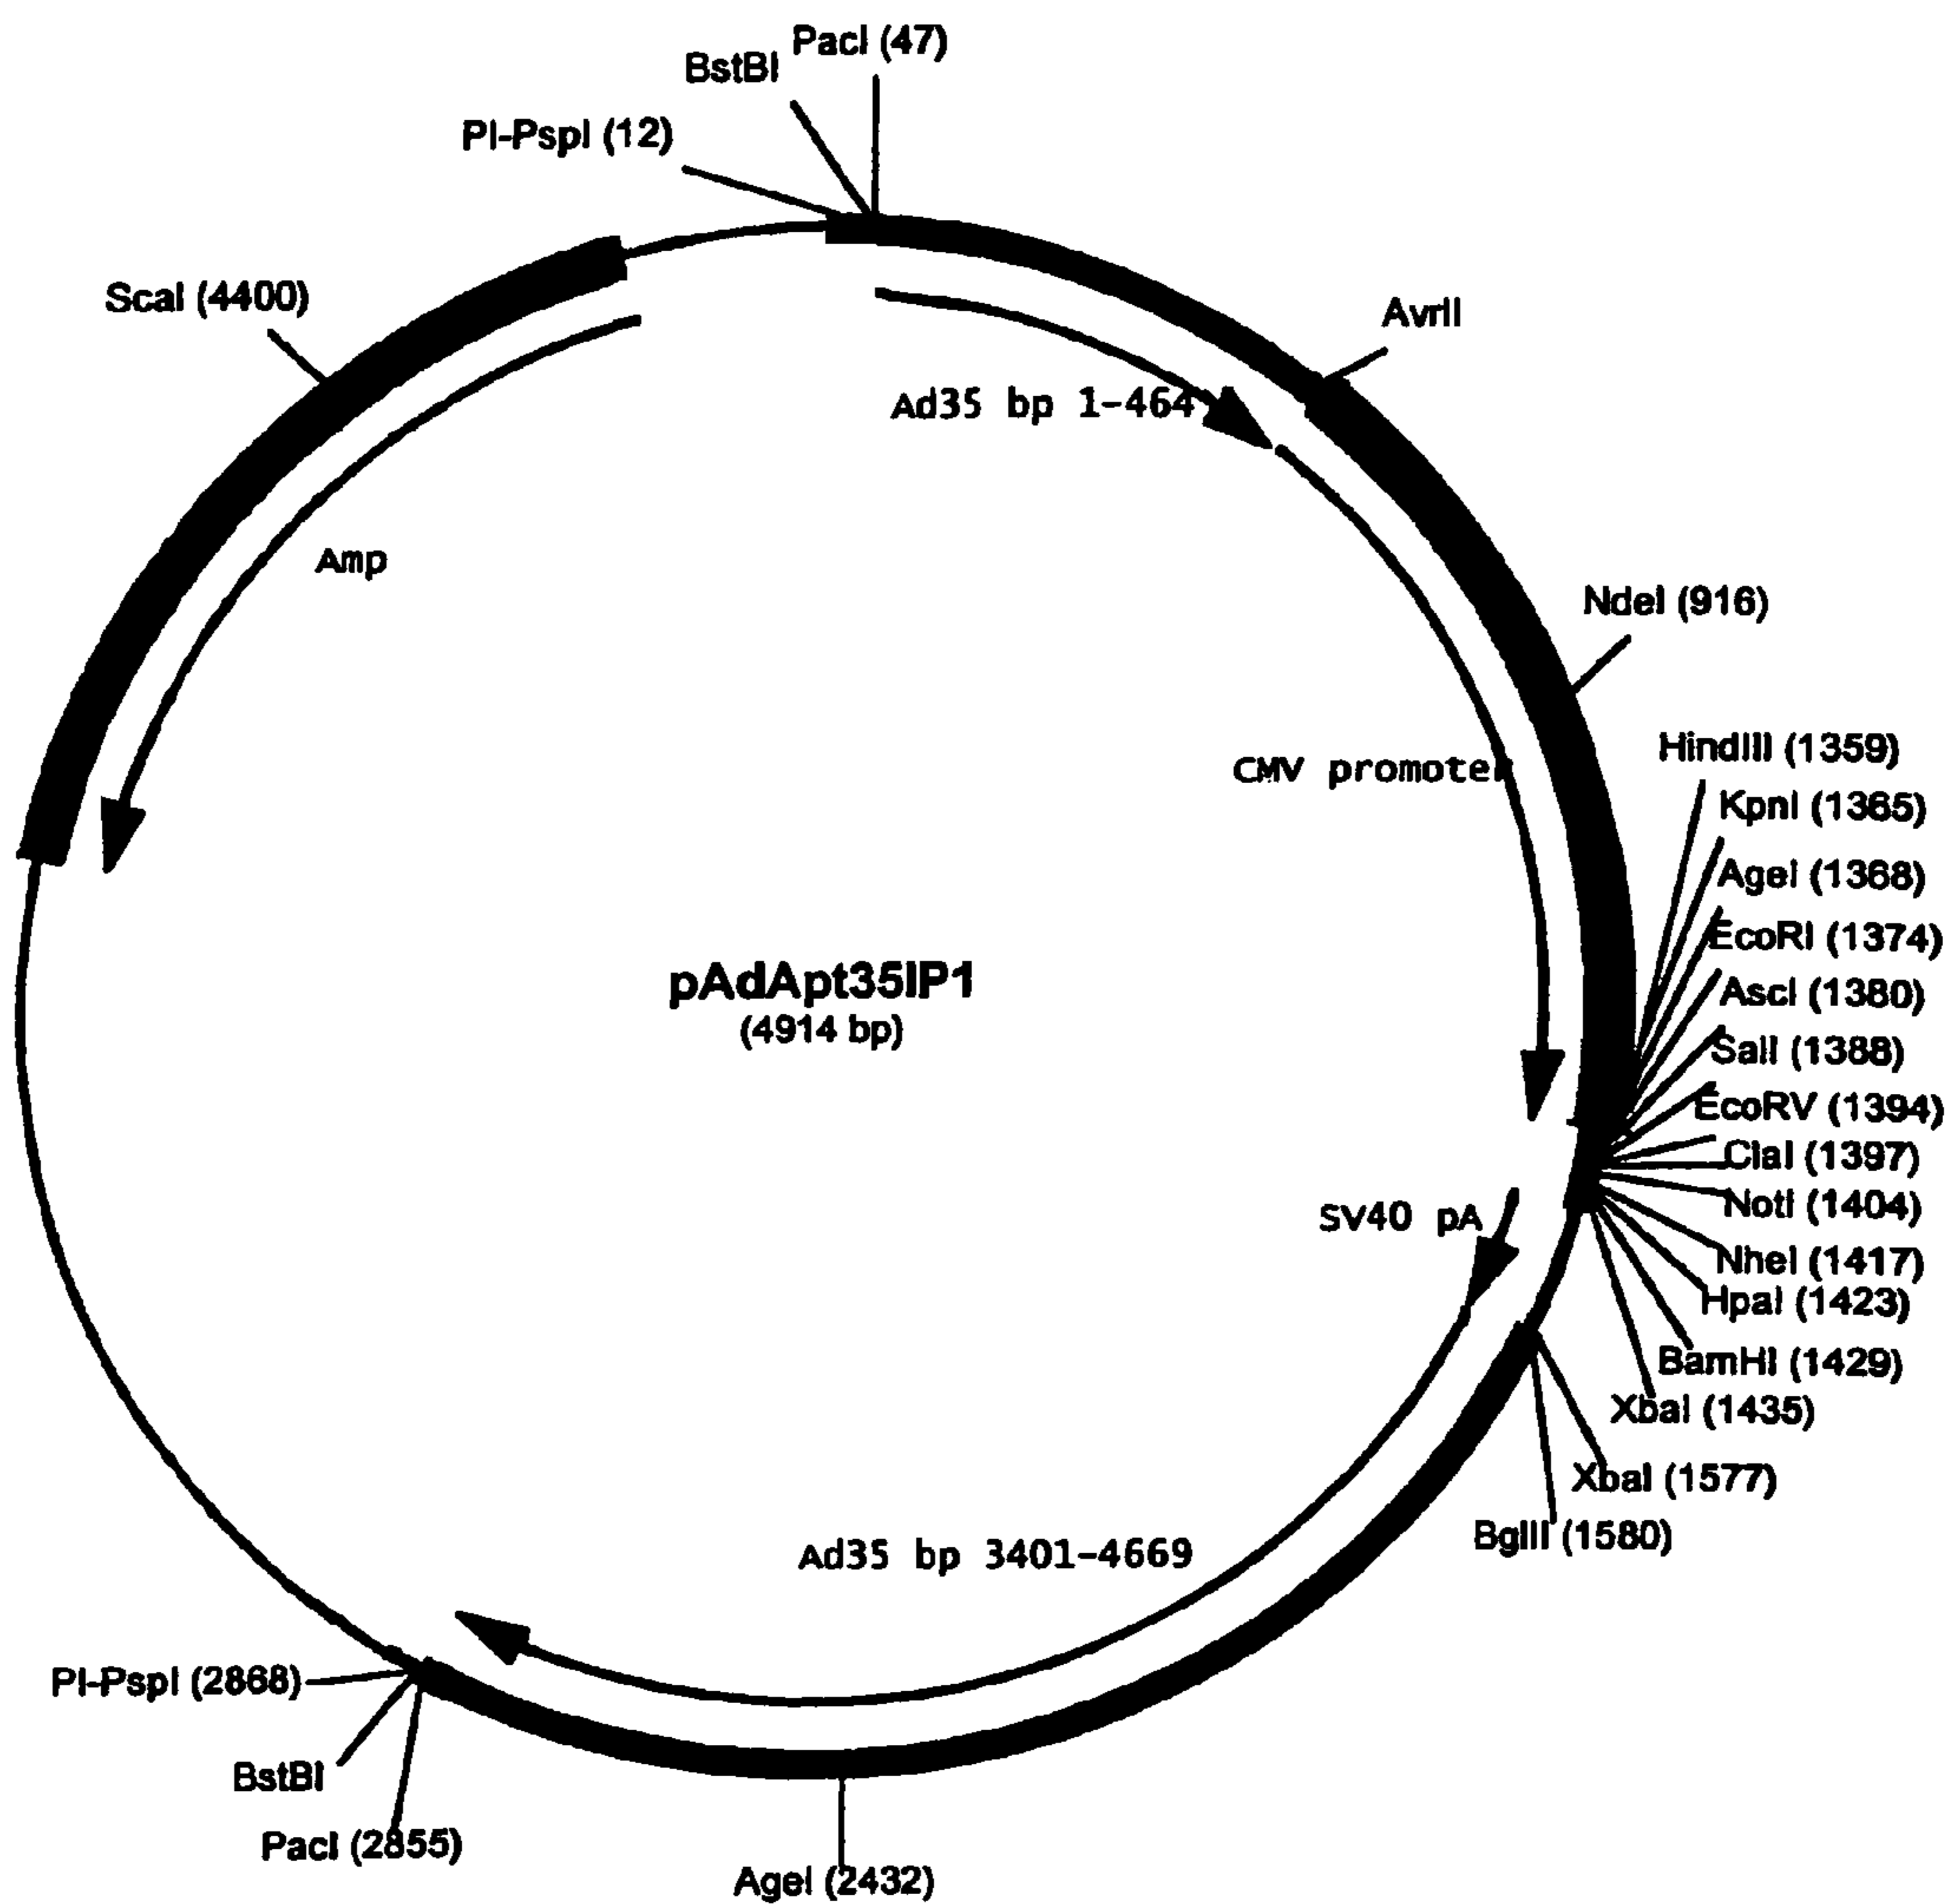 PacI (47)
BstBI
PI-PspI (12)
ScaI (4400)
AvrII
Ad35 bp 1-464
Amp
NdeI (916)
HindIII (1359)
CMV promoter
KpnI (1365)
AgeI (1368)
EcoRI (1374)
pAdApt35IP1
AscI (1380)
(4914 bp)
SalI (1388)
EcoRV (1394)
ClaI (1397)
NotI (1404)
SV40 pA
NheI (1417)
HpaI (1423)
BamHI (1429)
XbaI (1435)
XbaI (1577)
BglII (1580)
Ad35 bp 3401-4669
PI-PspI (2868)
BstBI
PacI (2855)
AgeI (2432)